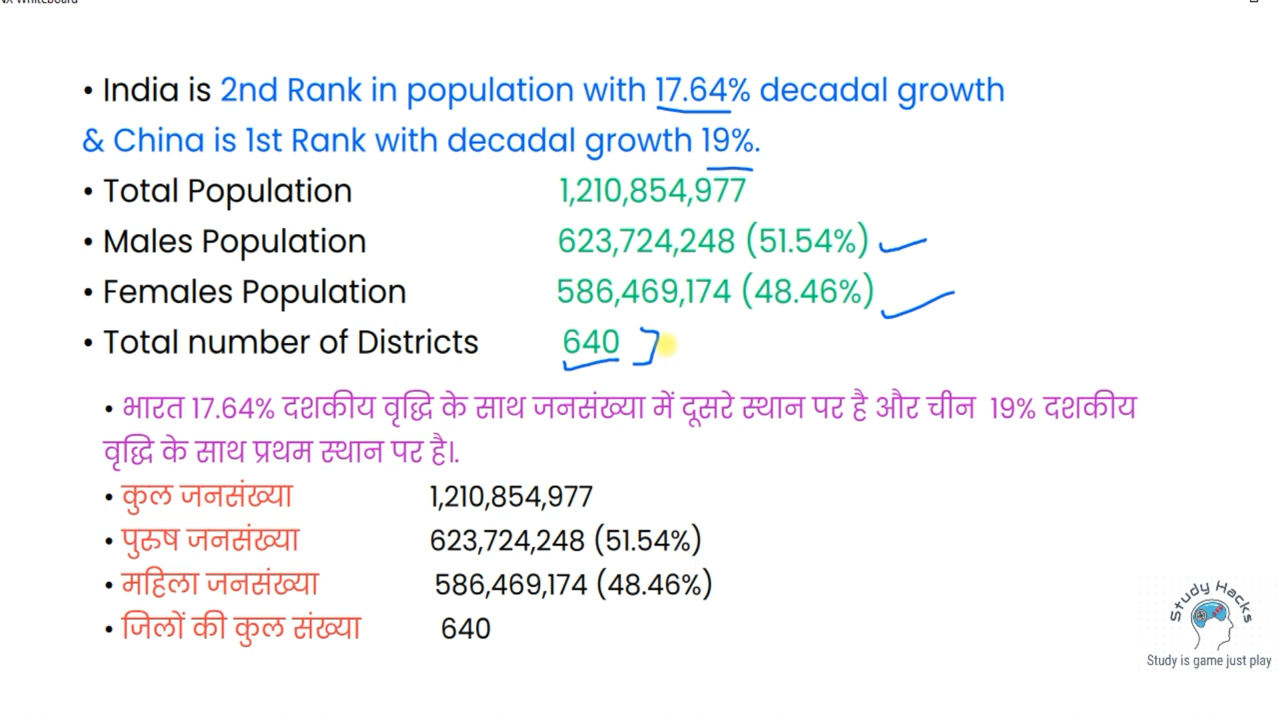 • India is 2nd Rank in population with 17.64% decadal growth
& China is 1st Rank with decadal growth 19%.
• Total Population 1,210,854,977
• Males Population 623,724,248 (51.54%)
• Females Population 586,469,174 (48.46%)
• Total number of Districts 640
• भारत 17.64% दशकीय वृद्धि के साथ जनसंख्या में दूसरे स्थान पर है और चीन 19% दशकीय
वृद्धि के साथ प्रथम स्थान पर है।.
• कुल जनसंख्या 1,210,854,977
• पुरुष जनसंख्या 623,724,248 (51.54%)
• महिला जनसंख्या 586,469,174 (48.46%)
• जिलों की कुल संख्या 640
Study Hacks
Study is game just play